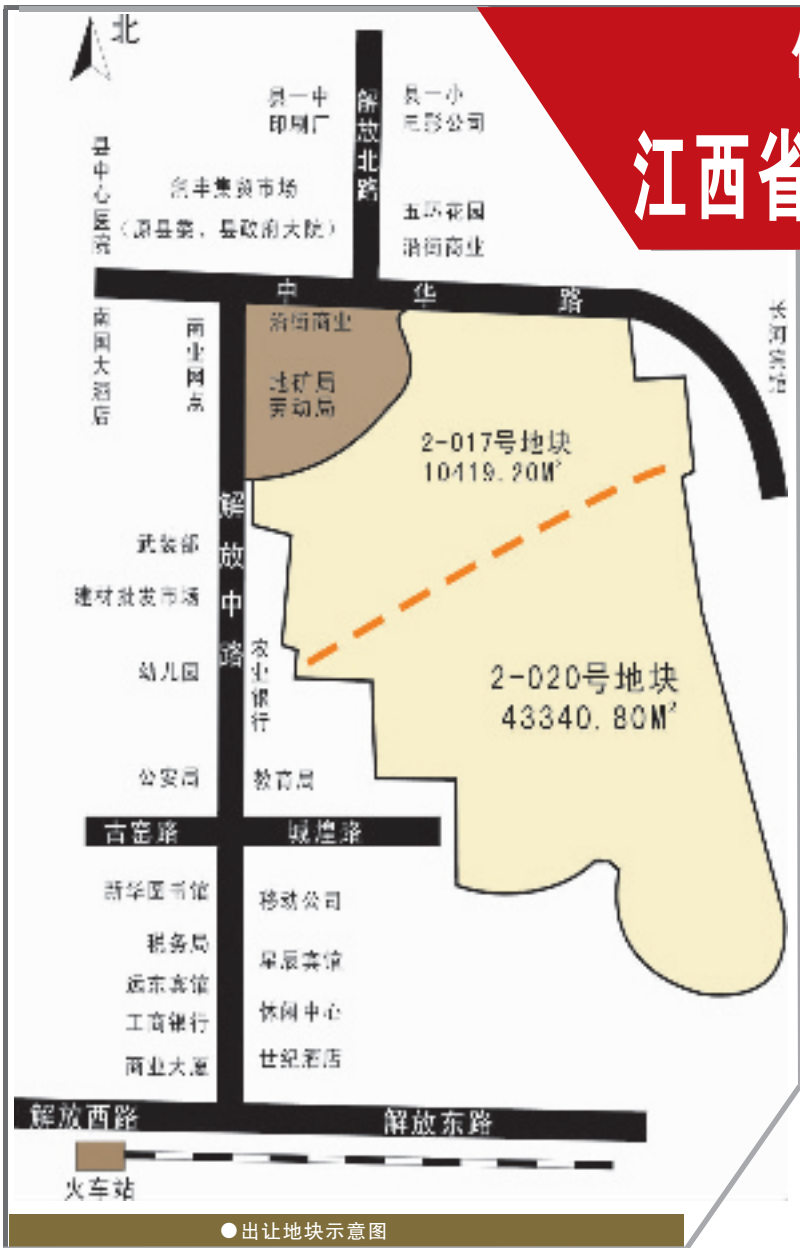 北
江西省
县一中
印刷厂
解放北路
县一小
电影公司
县中心医院
润丰集贸市场
(原县委、县政府大院)
五环花园
沿街商业
中华路
长河宾馆
南国大酒店
商业网点
沿街商业
地矿局
劳动局
2-017号地块
10419.20M²
解放中路
武装部
建材批发市场
幼儿园
农业银行
2-020号地块
43340.80M²
公安局
教育局
古窑路
城煌路
新华图书馆
移动公司
税务局
星辰宾馆
远东宾馆
工商银行
休闲中心
商业大厦
世纪酒店
解放西路
解放东路
火车站
●出让地块示意图